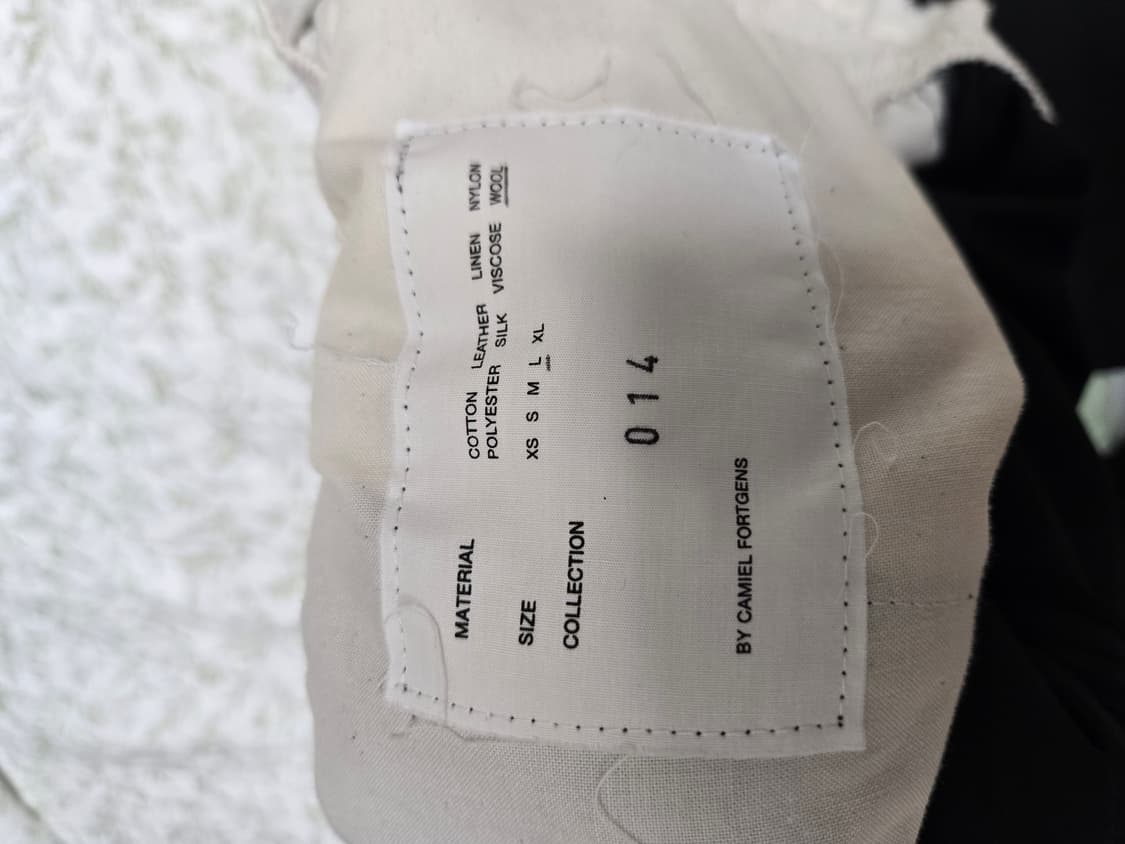 MATERIAL COTTON LEATHER LINEN NYLON
POLYESTER SILK VISCOSE WOOL
SIZE XS S M L XL
COLLECTION
014
BY CAMIEL FORTGENS